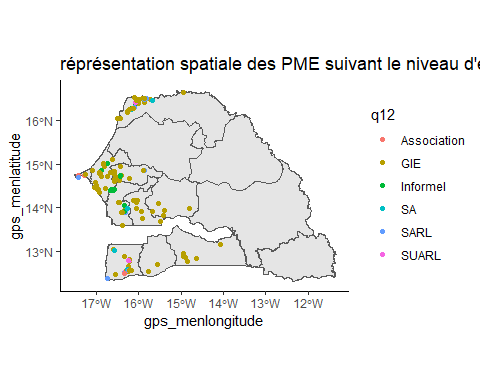 réprésentation spatiale des PME suivant le niveau d'é
gps_menlatitude
16°N
15°N
14°N
13°N
17°W
16°W
15°W
14°W
13°W
12°W
gps_menlongitude
q12
Association
GIE
Informel
SA
SARL
SUARL